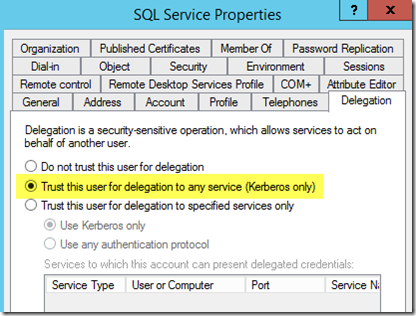 SQL Service Properties
? x
Organization Published Certificates Member Of Password Replication
Dial-in Object Security Environment Sessions
Remote control Remote Desktop Services Profile COM+ Attribute Editor
General Address Account Profile Telephones Delegation
Delegation is a security-sensitive operation, which allows services to act on
behalf of another user.
Do not trust this user for delegation
Trust this user for delegation to any service (Kerberos only)
Trust this user for delegation to specified services only
Use Kerberos only
Use any authentication protocol
Services to which this account can present delegated credentials:
Service Type User or Computer Port Service Na